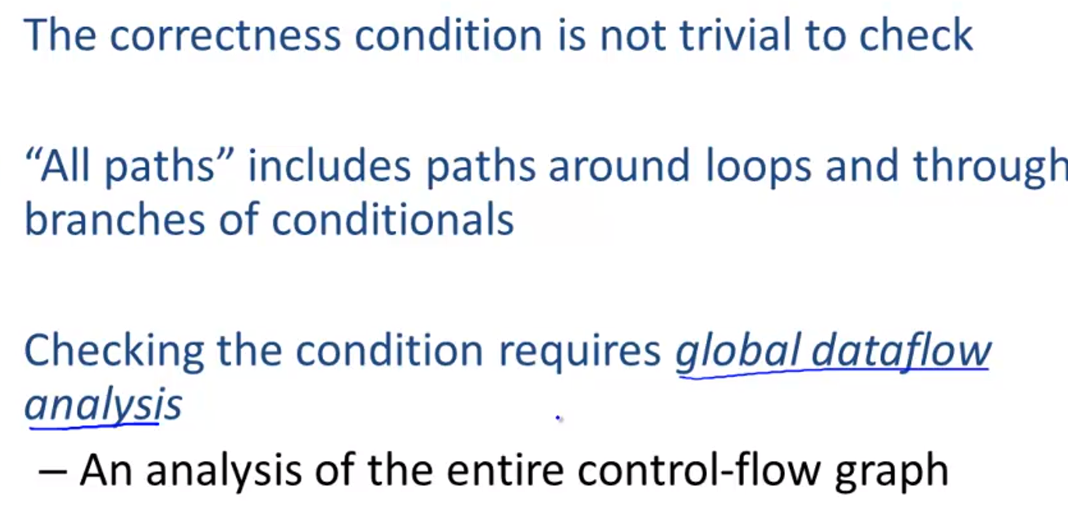 The correctness condition is not trivial to check
“All paths” includes paths around loops and through
branches of conditionals
Checking the condition requires global dataflow
analysis
– An analysis of the entire control-flow graph